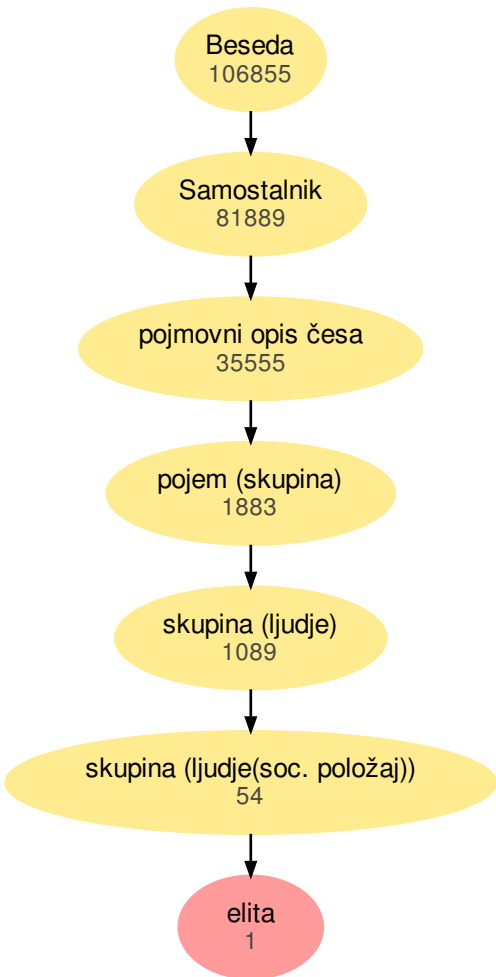 Beseda
106855
Samostalnik
81889
pojmovni opis česa
35555
pojem (skupina)
1883
skupina (ljudje)
1089
skupina (ljudje(soc. položaj))
54
elita
1